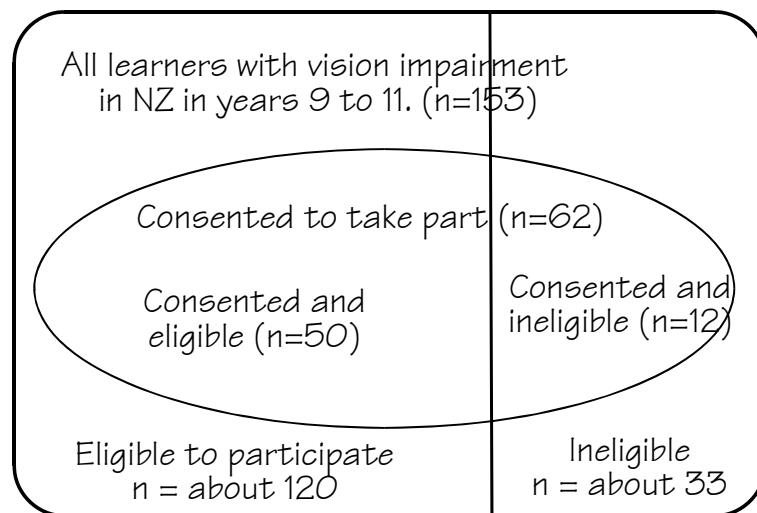 All learners with vision impairment
in NZ in years 9 to 11. (n=153)
Consented to take part (n=62)
Consented and
eligible (n=50)
Consented and
ineligible (n=12)
Eligible to participate
n = about 120
Ineligible
n = about 33